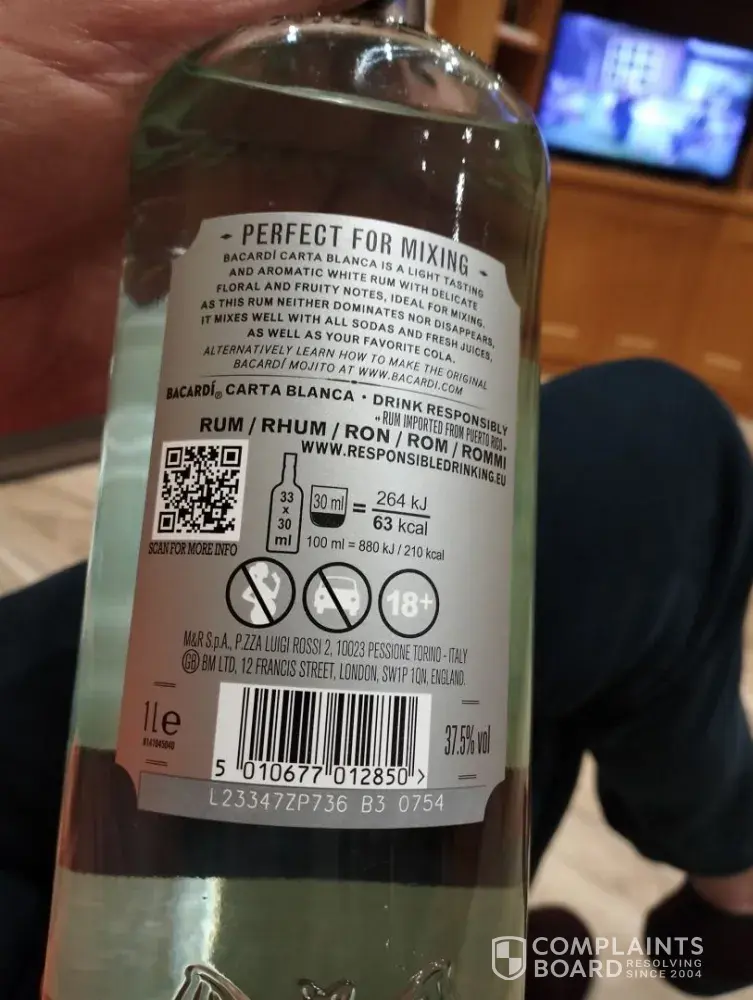 - PERFECT FOR MIXING -
BACARDÍ CARTA BLANCA IS A LIGHT TASTING
AND AROMATIC WHITE RUM WITH DELICATE
FLORAL AND FRUITY NOTES, IDEAL FOR MIXING.
AS THIS RUM NEITHER DOMINATES NOR DISAPPEARS,
IT MIXES WELL WITH ALL SODAS AND FRESH JUICES,
AS WELL AS YOUR FAVORITE COLA.
ALTERNATIVELY LEARN HOW TO MAKE THE ORIGINAL
BACARDÍ MOJITO AT WWW.BACARDI.COM
BACARDÍ® CARTA BLANCA • DRINK RESPONSIBLY
• RUM IMPORTED FROM PUERTO RICO •
RUM / RHUM / RON / ROM / ROMMI
WWW.RESPONSIBLEDRINKING.EU
33 x 30 ml
30 ml = 264 kJ / 63 kcal
100 ml = 880 kJ / 210 kcal
SCAN FOR MORE INFO
18+
M&R S.p.A., P.ZZA LUIGI ROSSI 2, 10023 PESSIONE TORINO - ITALY
GB BM LTD, 12 FRANCIS STREET, LONDON, SW1P 1QN, ENGLAND.
1L e
37.5% vol
5 010677 012850 >
L23347ZP736 B3 0754
COMPLAINTS
BOARD RESOLVING
SINCE 2004